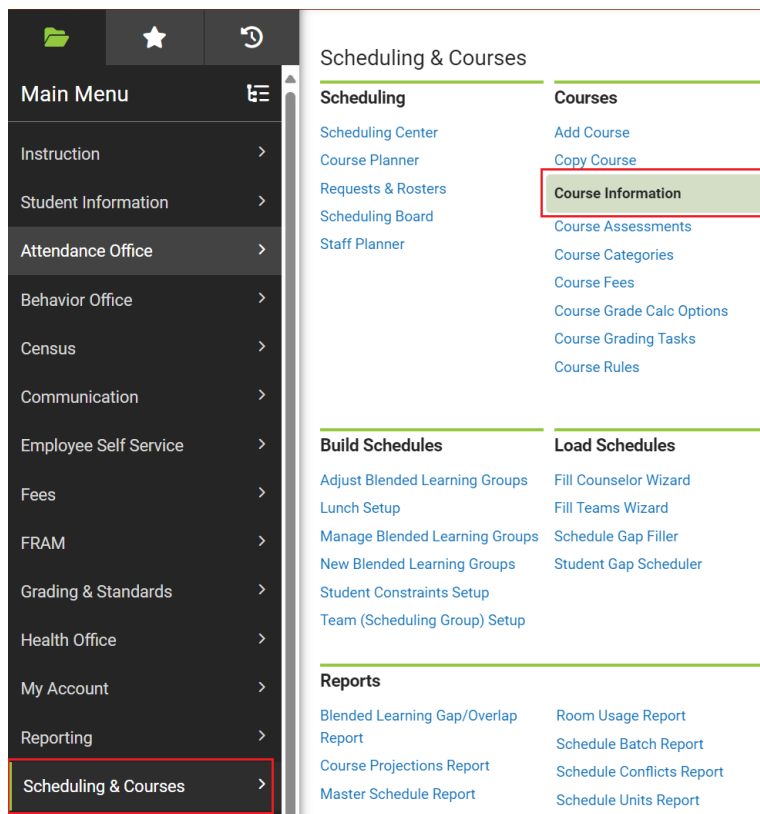 Main Menu
Instruction
Student Information
Attendance Office
Behavior Office
Census
Communication
Employee Self Service
Fees
FRAM
Grading & Standards
Health Office
My Account
Reporting
Scheduling & Courses
Scheduling & Courses
Scheduling
Scheduling Center
Course Planner
Requests & Rosters
Scheduling Board
Staff Planner
Courses
Add Course
Copy Course
Course Information
Course Assessments
Course Categories
Course Fees
Course Grade Calc Options
Course Grading Tasks
Course Rules
Build Schedules
Adjust Blended Learning Groups
Lunch Setup
Manage Blended Learning Groups
New Blended Learning Groups
Student Constraints Setup
Team (Scheduling Group) Setup
Load Schedules
Fill Counselor Wizard
Fill Teams Wizard
Schedule Gap Filler
Student Gap Scheduler
Reports
Blended Learning Gap/Overlap
Report
Course Projections Report
Master Schedule Report
Room Usage Report
Schedule Batch Report
Schedule Conflicts Report
Schedule Units Report